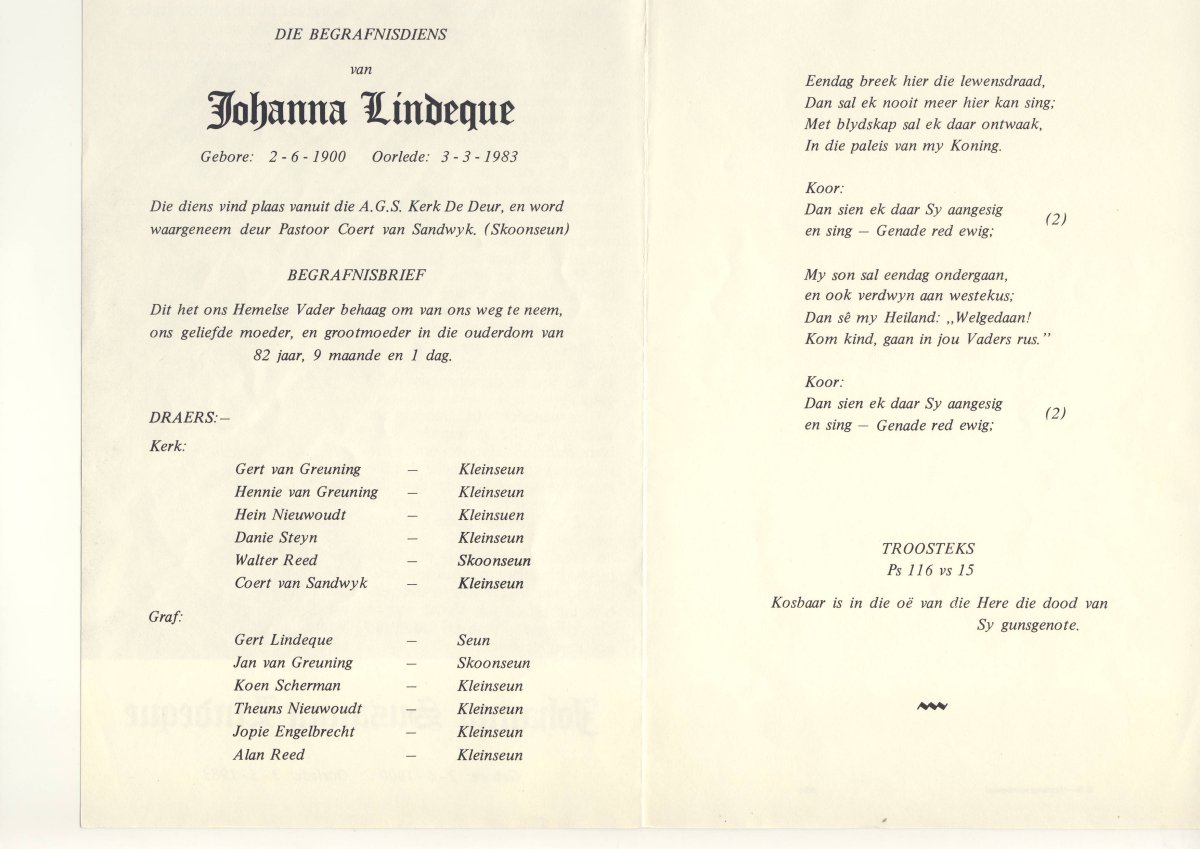 DIE BEGRAFNISDIENS
van
Johanna Lindeque
Gebore: 2-6-1900 Oorlede: 3-3-1983
Die diens vind plaas vanuit die A.G.S. Kerk De Deur, en word
waargeneem deur Pastoor Coert van Sandwyk. (Skoonseun)
BEGRAFNISBRIEF
Dit het ons Hemelse Vader behaag om van ons weg te neem,
ons geliefde moeder, en grootmoeder in die ouderdom van
82 jaar, 9 maande en 1 dag.
DRAERS:–
Kerk:
Gert van Greuning – Kleinseun
Hennie van Greuning – Kleinseun
Hein Nieuwoudt – Kleinsuen
Danie Steyn – Kleinseun
Walter Reed – Skoonseun
Coert van Sandwyk – Kleinseun
Graf:
Gert Lindeque – Seun
Jan van Greuning – Skoonseun
Koen Scherman – Kleinseun
Theuns Nieuwoudt – Kleinseun
Jopie Engelbrecht – Kleinseun
Alan Reed – Kleinseun
Eendag breek hier die lewensdraad,
Dan sal ek nooit meer hier kan sing;
Met blydskap sal ek daar ontwaak,
In die paleis van my Koning.
Koor:
Dan sien ek daar Sy aangesig
en sing – Genade red ewig; (2)
My son sal eendag ondergaan,
en ook verdwyn aan westekus;
Dan sê my Heiland: ,,Welgedaan!
Kom kind, gaan in jou Vaders rus.”
Koor:
Dan sien ek daar Sy aangesig
en sing – Genade red ewig; (2)
TROOSTEKS
Ps 116 vs 15
Kosbaar is in die oë van die Here die dood van
Sy gunsgenote.